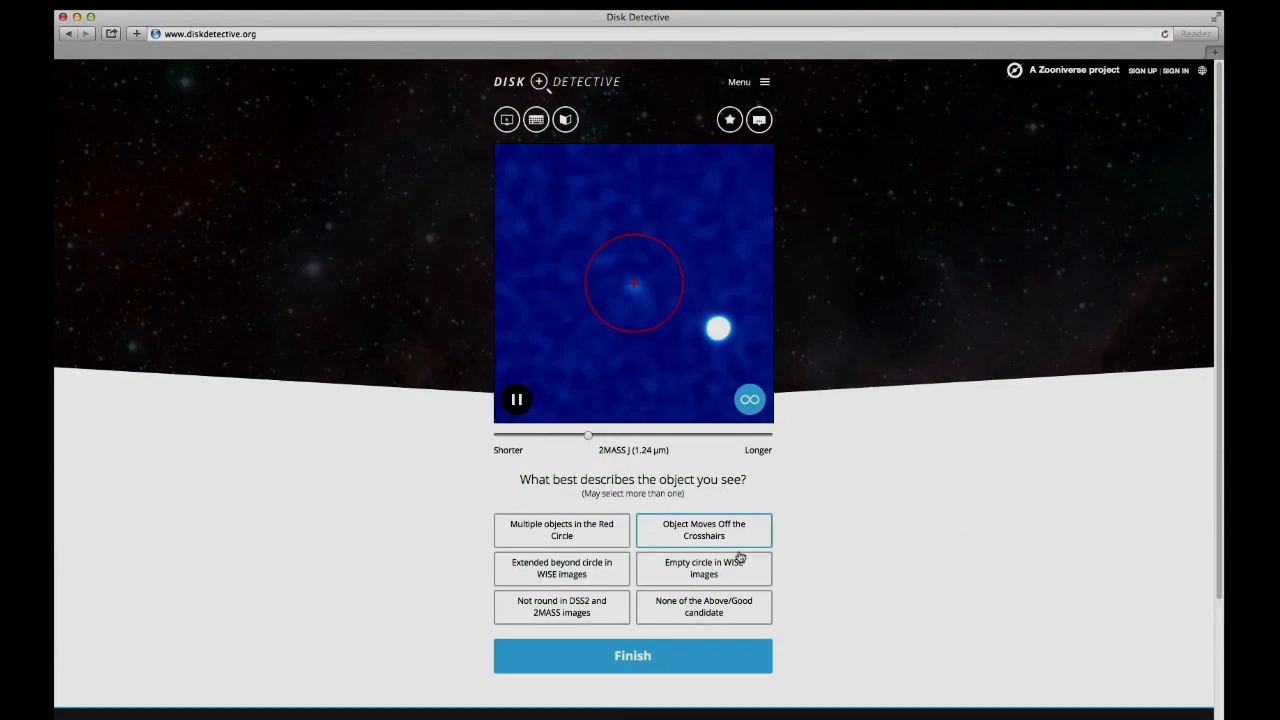 Disk Detective
www.diskdetective.org
Reader
A Zooniverse project
SIGN UP | SIGN IN
DISK DETECTIVE
Menu
Shorter
2MASS J (1.24 µm)
Longer
What best describes the object you see?
(May select more than one)
Multiple objects in the Red
Circle
Object Moves Off the
Crosshairs
Extended beyond circle in
WISE images
Empty circle in WISE
images
Not round in DSS2 and
2MASS images
None of the Above/Good
candidate
Finish